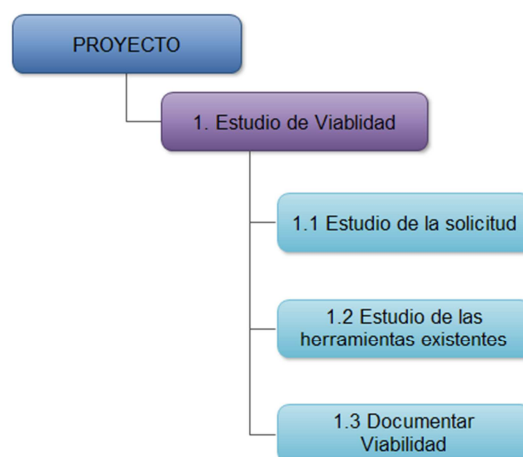 PROYECTO
1. Estudio de Viablidad
1.1 Estudio de la solicitud
1.2 Estudio de las
herramientas existentes
1.3 Documentar
Viabilidad